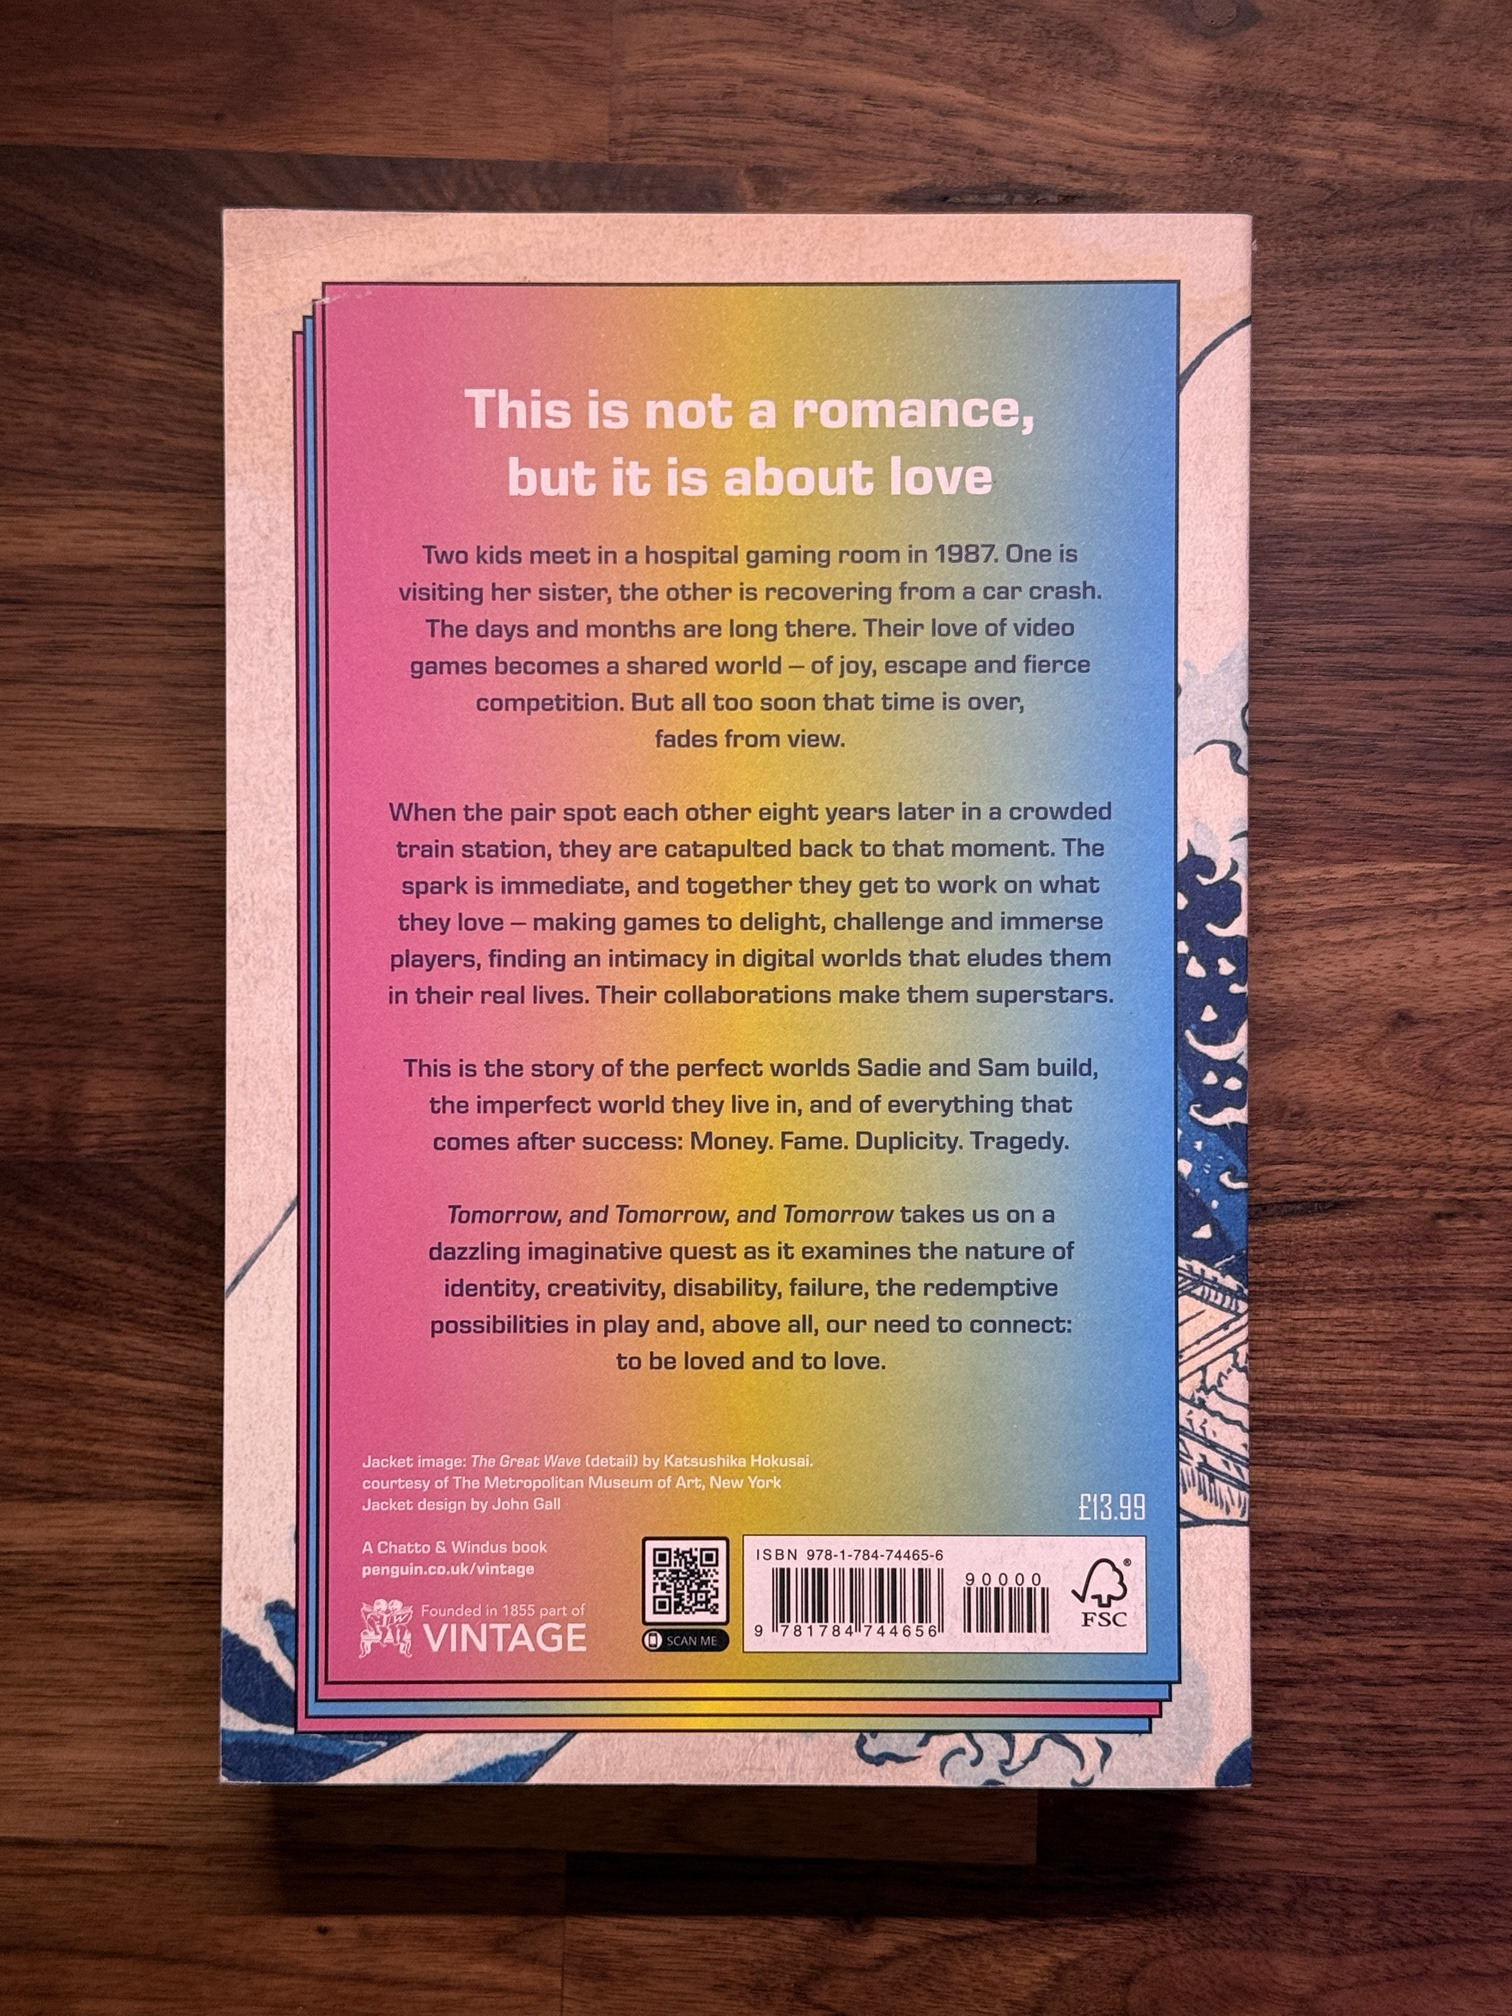 This is not a romance,
but it is about love
Two kids meet in a hospital gaming room in 1987. One is
visiting her sister, the other is recovering from a car crash.
The days and months are long there. Their love of video
games becomes a shared world – of joy, escape and fierce
competition. But all too soon that time is over,
fades from view.
When the pair spot each other eight years later in a crowded
train station, they are catapulted back to that moment. The
spark is immediate, and together they get to work on what
they love – making games to delight, challenge and immerse
players, finding an intimacy in digital worlds that eludes them
in their real lives. Their collaborations make them superstars.
This is the story of the perfect worlds Sadie and Sam build,
the imperfect world they live in, and of everything that
comes after success: Money. Fame. Duplicity. Tragedy.
Tomorrow, and Tomorrow, and Tomorrow takes us on a
dazzling imaginative quest as it examines the nature of
identity, creativity, disability, failure, the redemptive
possibilities in play and, above all, our need to connect:
to be loved and to love.
Jacket image: The Great Wave (detail) by Katsushika Hokusai.
courtesy of The Metropolitan Museum of Art, New York
Jacket design by John Gall
£13.99
A Chatto & Windus book
penguin.co.uk/vintage
Founded in 1855 part of
VINTAGE
SCAN ME
ISBN 978-1-784-74465-6
90000
9 781784 744656
FSC
®